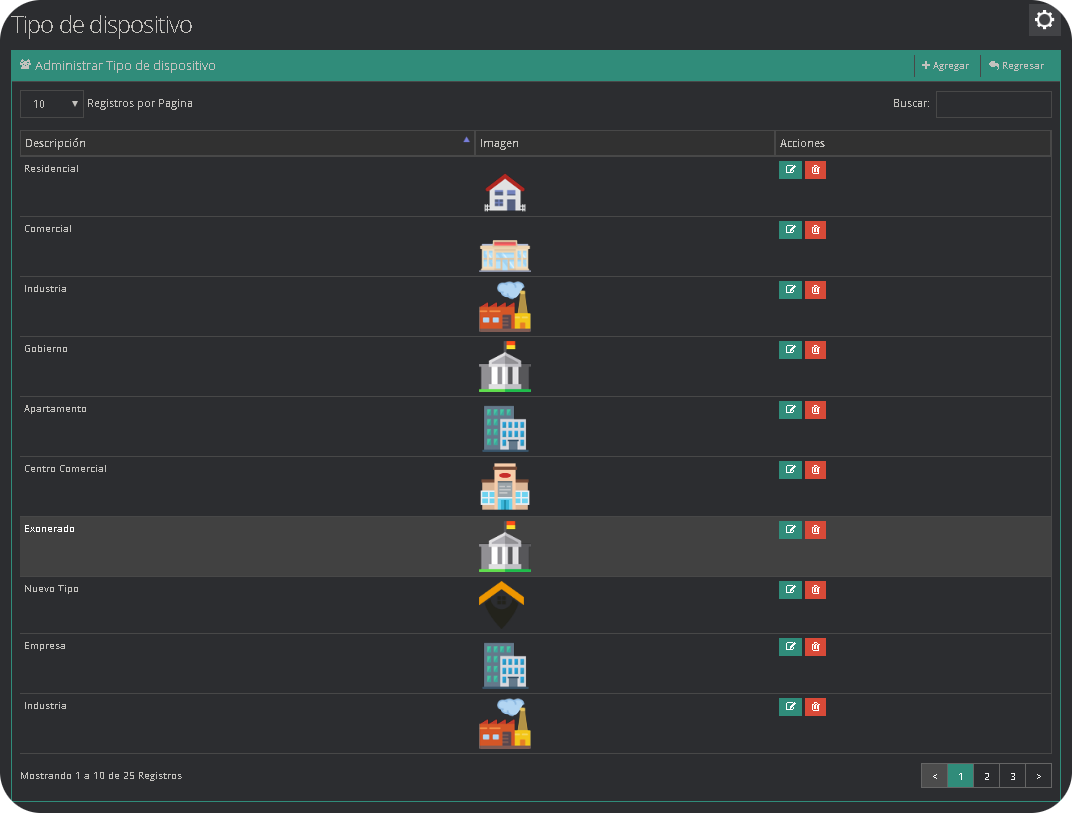 Tipo de dispositivo
Administrar Tipo de dispositivo
Agregar
Regresar
10 Registros por Pagina
Buscar:
Descripción Imagen Acciones
Residencial
Comercial
Industria
Gobierno
Apartamento
Centro Comercial
Exonerado
Nuevo Tipo
Empresa
Industria
Mostrando 1 a 10 de 25 Registros
< 1 2 3 >